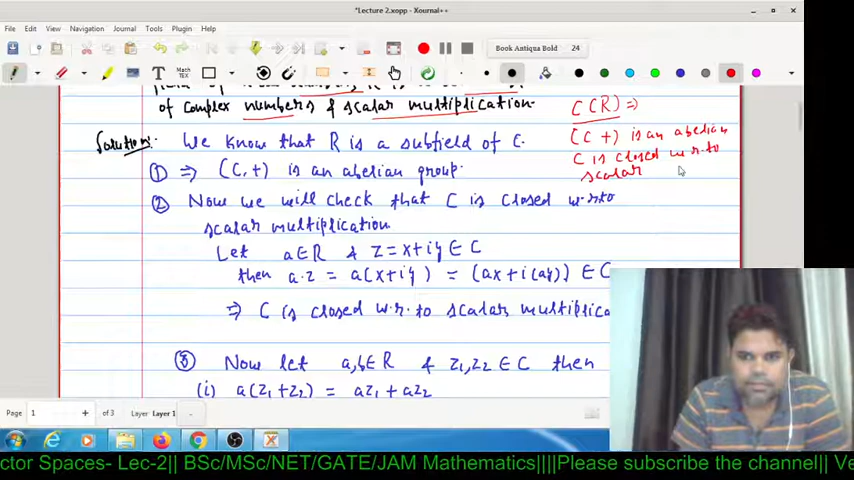 *Lecture 2.xopp - Xournal++
File Edit View Navigation Journal Tools Plugin Help
Book Antiqua Bold 24
of complex numbers & scalar multiplication.
C(R) ⇒
(C +) is an abelian
C is closed w.r.to
scalar
Solution: We know that R is a subfield of C.
① ⇒ (C,+) is an abelian group.
② Now we will check that C is closed w.r.to
scalar multiplication
Let a∈R & z=x+iy ∈ C
then a.z = a(x+iy) = (ax+i(ay)) ∈ C
⇒ C is closed w.r.to scalar multiplica
③ Now let a,b∈R & z1,z2 ∈ C then
(i) a(z1+z2) = az1 + az2
Page 1 of 3 Layer Layer 1
ctor Spaces- Lec-2|| BSc/MSc/NET/GATE/JAM Mathematics||||Please subscribe the channel|| Ve